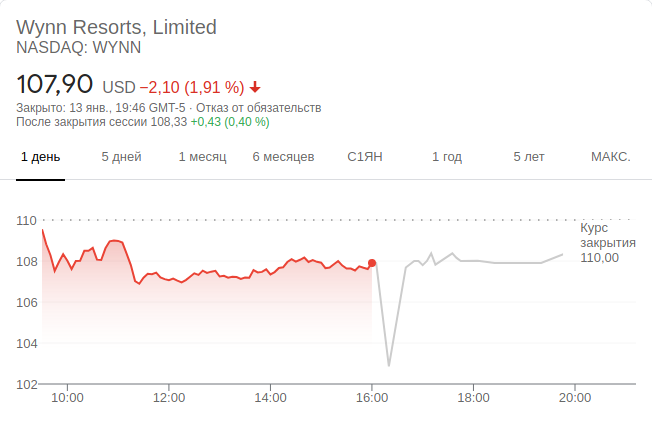 Wynn Resorts, Limited
NASDAQ: WYNN
107,90 USD −2,10 (1,91 %)
Закрыто: 13 янв., 19:46 GMT-5 · Отказ от обязательств
После закрытия сессии 108,33 +0,43 (0,40 %)
1 день 5 дней 1 месяц 6 месяцев С1ЯН 1 год 5 лет МАКС.
110
Курс
закрытия
110,00
108
106
104
102
10:00 12:00 14:00 16:00 18:00 20:00